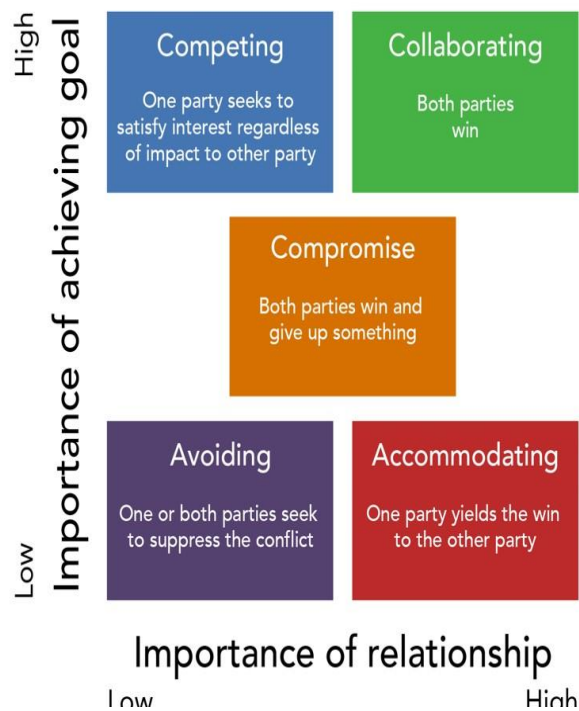 High
Importance of achieving goal
Low
Competing
One party seeks to
satisfy interest regardless
of impact to other party
Collaborating
Both parties
win
Compromise
Both parties win and
give up something
Avoiding
One or both parties seek
to suppress the conflict
Accommodating
One party yields the win
to the other party
Importance of relationship
Low
High